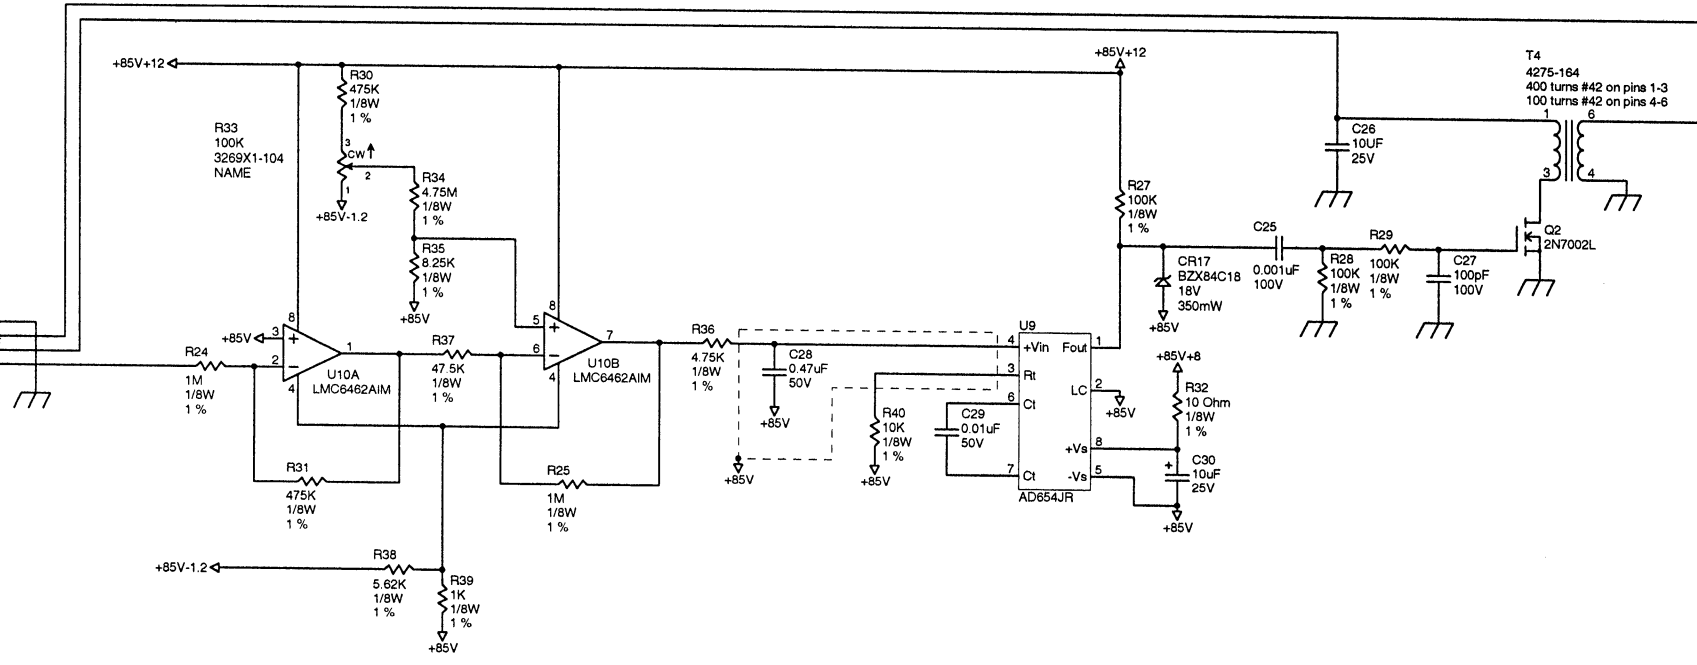 +85V+12
R30
475K
1/8W
1 %
R33
100K
3269X1-104
NAME
3
CW
2
1
+85V-1.2
R34
4.75M
1/8W
1 %
R35
8.25K
1/8W
1 %
+85V
+85V
3
8
+
2
−
1
4
U10A
LMC6462AIM
R24
1M
1/8W
1 %
R31
475K
1/8W
1 %
R37
47.5K
1/8W
1 %
5
8
+
6
−
7
4
U10B
LMC6462AIM
R25
1M
1/8W
1 %
R38
5.62K
1/8W
1 %
+85V-1.2
R39
1K
1/8W
1 %
+85V
R36
4.75K
1/8W
1 %
C28
0.47uF
50V
+85V
+85V
R40
10K
1/8W
1 %
+85V
C29
0.01uF
50V
U9
4
+Vin
Fout
1
3
Rt
LC
2
6
Ct
+Vs
8
7
Ct
-Vs
5
AD654JR
+85V
+85V+12
R27
100K
1/8W
1 %
CR17
BZX84C18
18V
350mW
+85V
+85V+8
R32
10 Ohm
1/8W
1 %
+
C30
10uF
25V
+85V
C25
0.001uF
100V
R28
100K
1/8W
1 %
R29
100K
1/8W
1 %
C27
100pF
100V
C26
10UF
25V
T4
4275-164
400 turns #42 on pins 1-3
100 turns #42 on pins 4-6
1
6
3
4
Q2
2N7002L